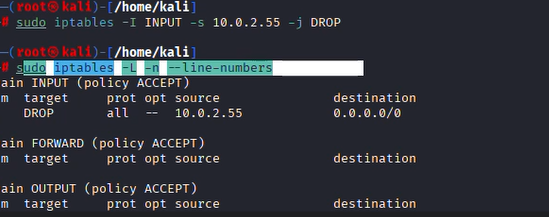 —(root㉿kali)-[/home/kali]
# sudo iptables -I INPUT -s 10.0.2.55 -j DROP
—(root㉿kali)-[/home/kali]
# sudo iptables -L -n --line-numbers
ain INPUT (policy ACCEPT)
m target prot opt source destination
DROP all -- 10.0.2.55 0.0.0.0/0
ain FORWARD (policy ACCEPT)
m target prot opt source destination
ain OUTPUT (policy ACCEPT)
m target prot opt source destination